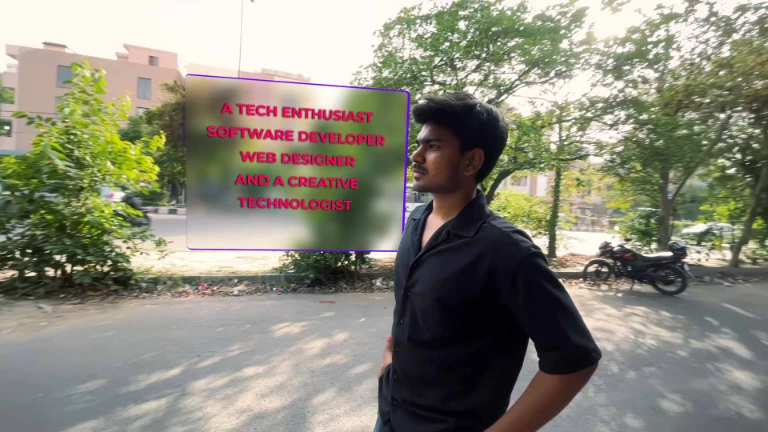 A TECH ENTHUSIAST
SOFTWARE DEVELOPER
WEB DESIGNER
AND A CREATIVE
TECHNOLOGIST